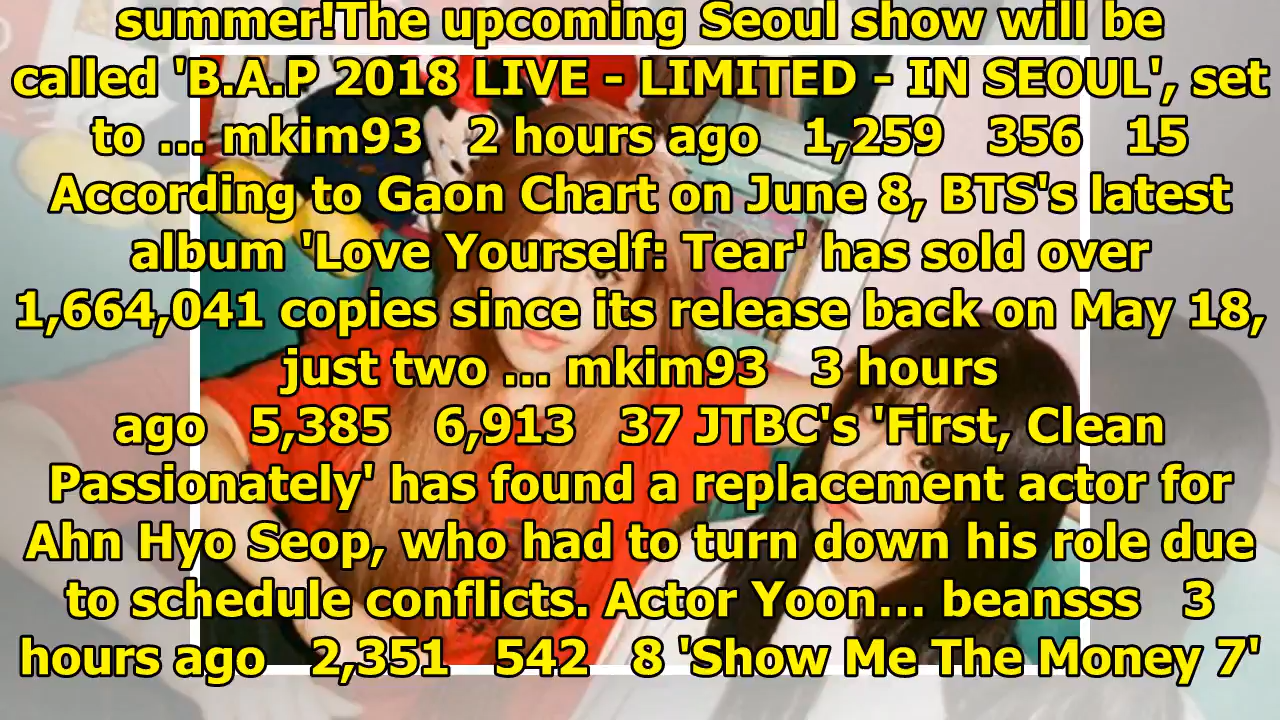 summer!The upcoming Seoul show will be
called 'B.A.P 2018 LIVE - LIMITED - IN SEOUL', set
to ... mkim93 2 hours ago 1,259 356 15
According to Gaon Chart on June 8, BTS's latest
album 'Love Yourself: Tear' has sold over
1,664,041 copies since its release back on May 18,
just two ... mkim93 3 hours
ago 5,385 6,913 37 JTBC's 'First, Clean
Passionately' has found a replacement actor for
Ahn Hyo Seop, who had to turn down his role due
to schedule conflicts. Actor Yoon... beansss 3
hours ago 2,351 542 8 'Show Me The Money 7'